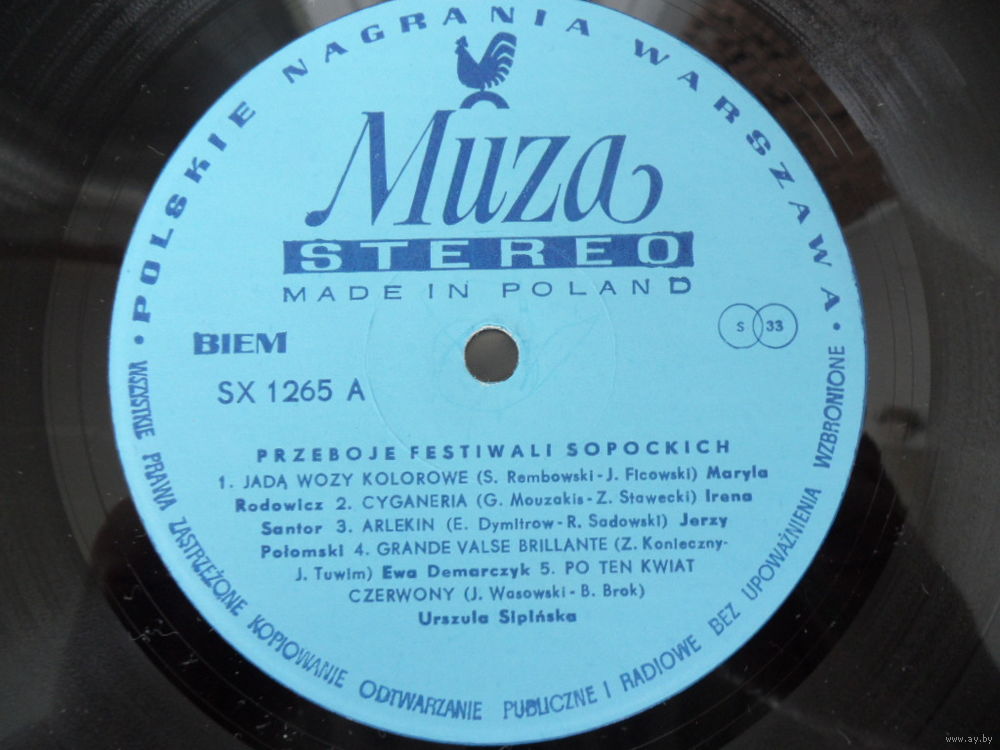 • POLSKIE NAGRANIA WARSZAWA •
Muza
STEREO
MADE IN POLAND
BIEM
S 33
SX 1265 A
PRZEBOJE FESTIWALI SOPOCKICH
1. JADĄ WOZY KOLOROWE (S. Rembowski - J. Ficowski) Maryla
Rodowicz 2. CYGANERIA (G. Mouzakis - Z. Stawecki) Irena
Santor 3. ARLEKIN (E. Dymitrow - R. Sadowski) Jerzy
Połomski 4. GRANDE VALSE BRILLANTE (Z. Konieczny-
J. Tuwim) Ewa Demarczyk 5. PO TEN KWIAT
CZERWONY (J. Wasowski - B. Brok)
Urszula Sipińska
WSZYSTKIE PRAWA ZASTRZEŻONE KOPIOWANIE ODTWARZANIE PUBLICZNE I RADIOWE BEZ UPOWAŻNIENIA WZBRONIONE
www.ay.by